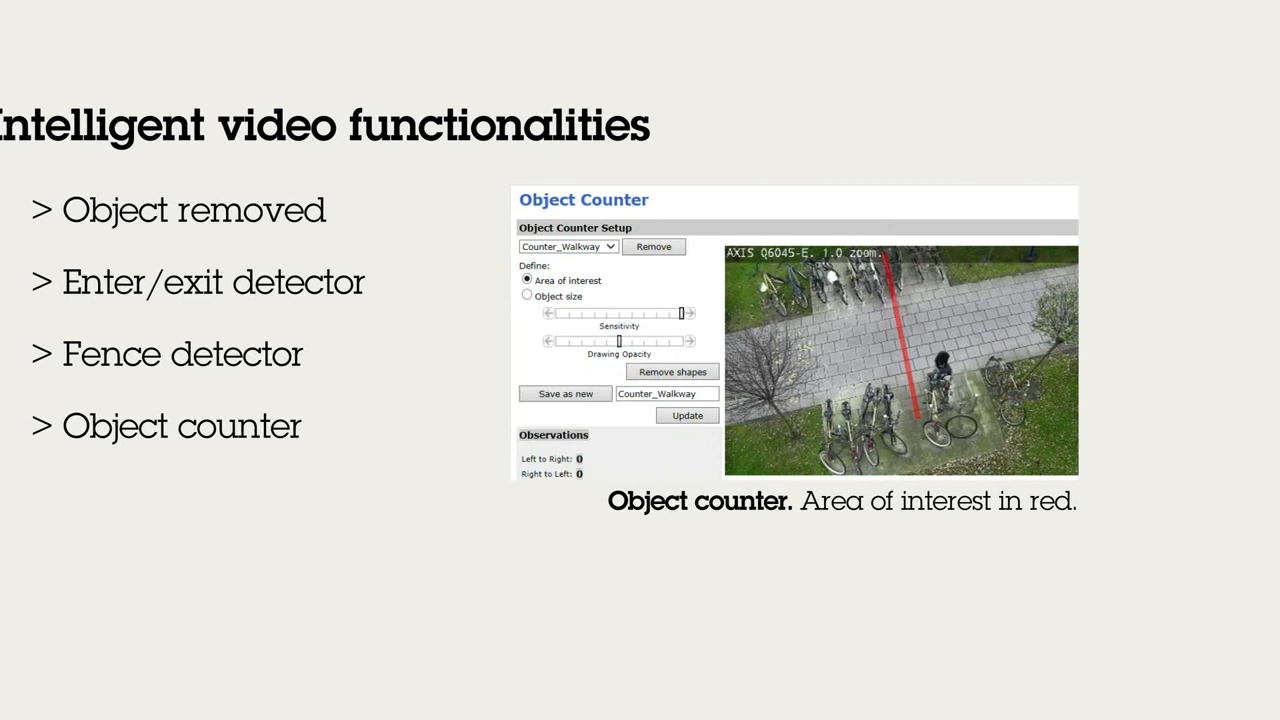 Intelligent video functionalities
> Object removed
> Enter/exit detector
> Fence detector
> Object counter
Object Counter
Object Counter Setup
Counter_Walkway Remove
Define:
Area of interest
Object size
Sensitivity
Drawing Opacity
Remove shapes
Save as new Counter_Walkway
Update
Observations
Left to Right: 0
Right to Left: 0
AXIS Q6045-E. 1.0 zoom.
Object counter. Area of interest in red.